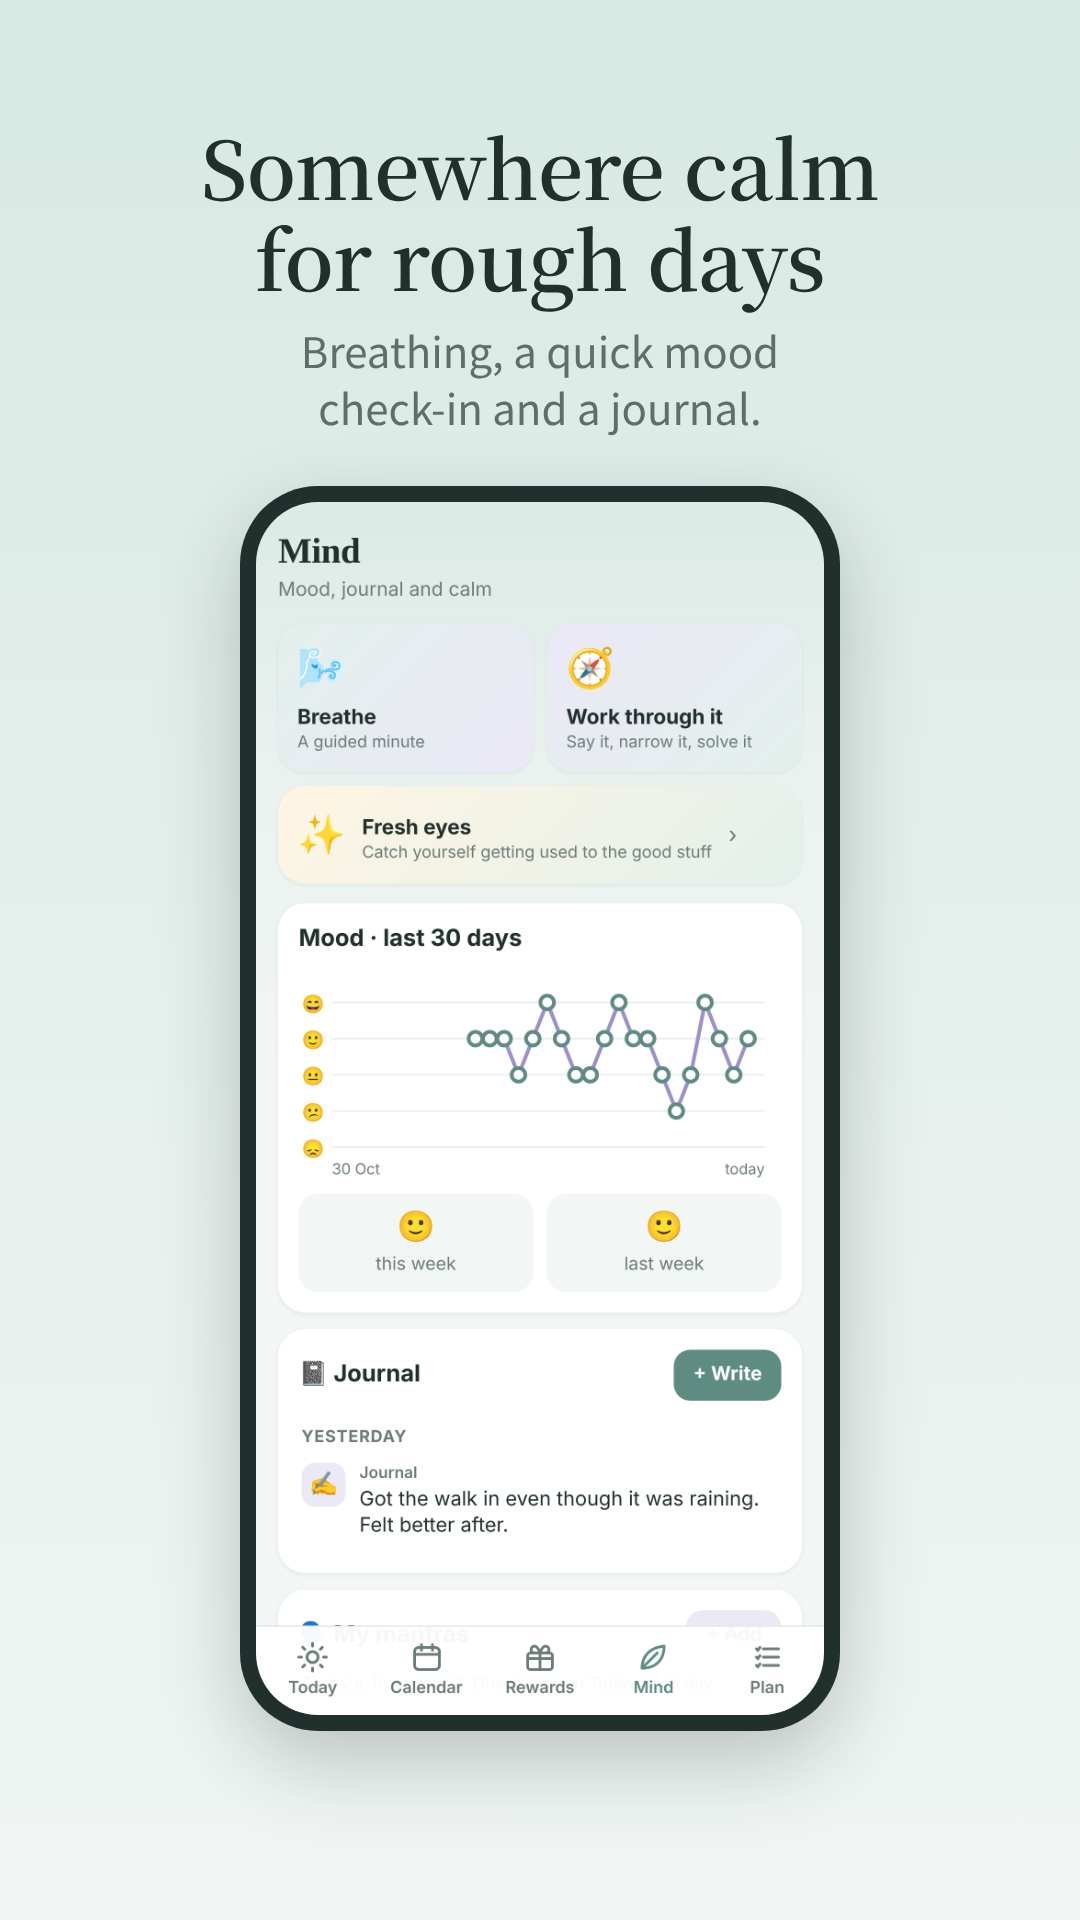 Somewhere calm
for rough days
Breathing, a quick mood
check-in and a journal.
Mind
Mood, journal and calm
Breathe
A guided minute
Work through it
Say it, narrow it, solve it
Fresh eyes
Catch yourself getting used to the good stuff
Mood · last 30 days
30 Oct
today
this week
last week
Journal
+ Write
YESTERDAY
Journal
Got the walk in even though it was raining.
Felt better after.
My mantras
+ Add
Today
Calendar
Rewards
Mind
Plan